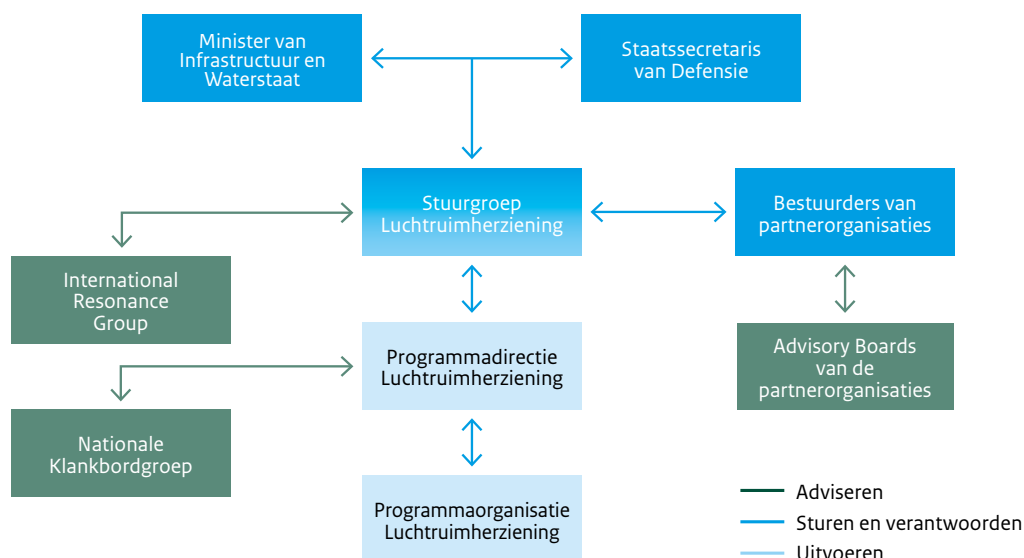 Minister van
Infrastructuur en
Waterstaat
Staatssecretaris
van Defensie
Stuurgroep
Luchtruimherziening
Bestuurders van
partnerorganisaties
International
Resonance
Group
Programmadirectie
Luchtruimherziening
Advisory Boards
van de
partnerorganisaties
Nationale
Klankbordgroep
Programmaorganisatie
Luchtruimherziening
Adviseren
Sturen en verantwoorden
Uitvoeren